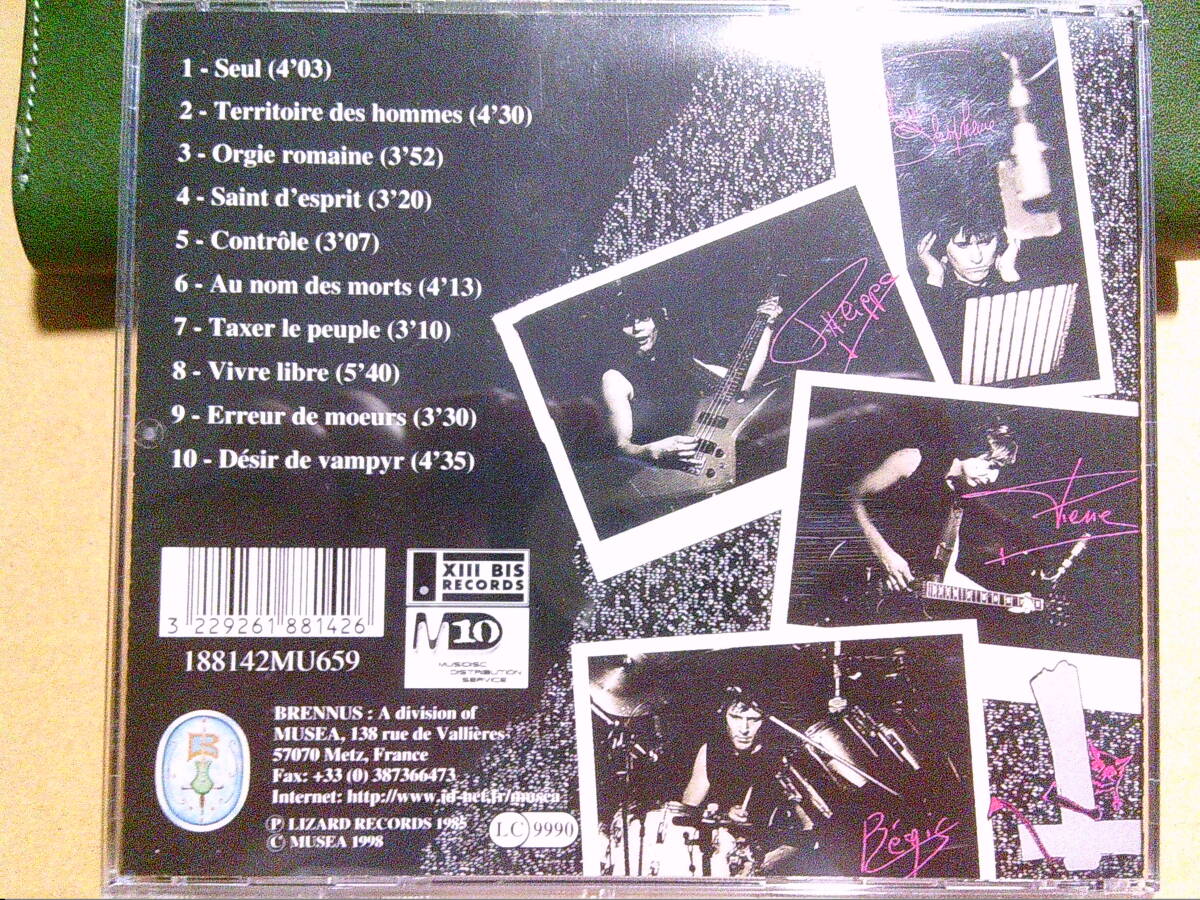 1 - Seul (4'03)
2 - Territoire des hommes (4'30)
3 - Orgie romaine (3'52)
4 - Saint d'esprit (3'20)
5 - Contrôle (3'07)
6 - Au nom des morts (4'13)
7 - Taxer le peuple (3'10)
8 - Vivre libre (5'40)
9 - Erreur de moeurs (3'30)
10 - Désir de vampyr (4'35)
3 229261 881426
188142MU659
XIII BIS
RECORDS
M10
MUSIDISC
DISTRIBUTION
SERVICE
BRENNUS : A division of
MUSEA, 138 rue de Vallières
57070 Metz, France
Fax: +33 (0) 387366473
Internet: http://www.id-net.fr/musea
Ⓟ LIZARD RECORDS 1985
© MUSEA 1998
LC 9990
Philippe
Pierre
Bérgis